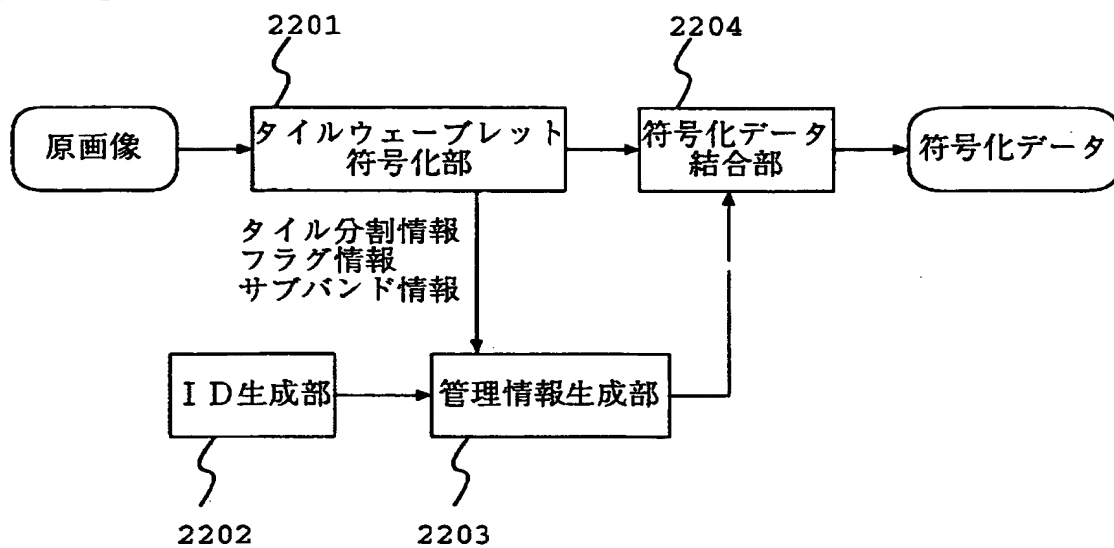 2201
2204
原画像
タイルウェーブレット
符号化部
符号化データ
結合部
符号化データ
タイル分割情報
フラグ情報
サブバンド情報
ID生成部
管理情報生成部
2202
2203